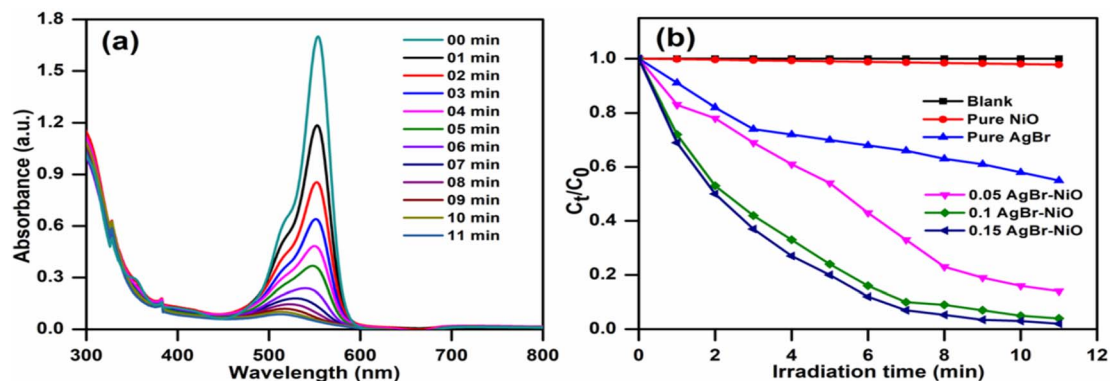 (a)
1.8
1.5
1.2
0.9
0.6
0.3
0.0
Absorbance (a.u.)
00 min
01 min
02 min
03 min
04 min
05 min
06 min
07 min
08 min
09 min
10 min
11 min
300 400 500 600 700 800
Wavelength (nm)
(b)
1.0
0.8
0.6
0.4
0.2
0.0
Ct/C0
Blank
Pure NiO
Pure AgBr
0.05 AgBr-NiO
0.1 AgBr-NiO
0.15 AgBr-NiO
0 2 4 6 8 10 12
Irradiation time (min)